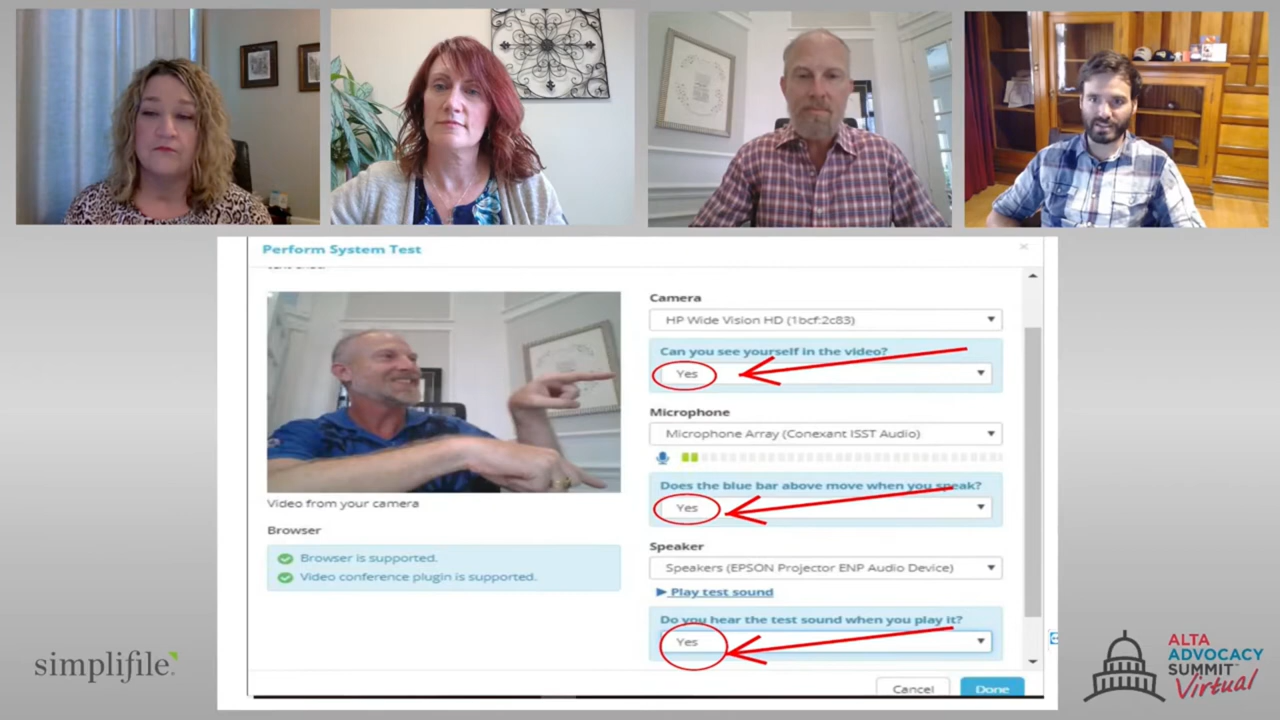 Perform System Test
×
Camera
HP Wide Vision HD (1bcf:2c83)
Can you see yourself in the video?
Yes
Microphone
Microphone Array (Conexant ISST Audio)
Does the blue bar above move when you speak?
Yes
Video from your camera
Browser
Browser is supported.
Video conference plugin is supported.
Speaker
Speakers (EPSON Projector ENP Audio Device)
Play test sound
Do you hear the test sound when you play it?
Yes
Cancel
Done
simplifile
ALTA
ADVOCACY
SUMMIT™
Virtual